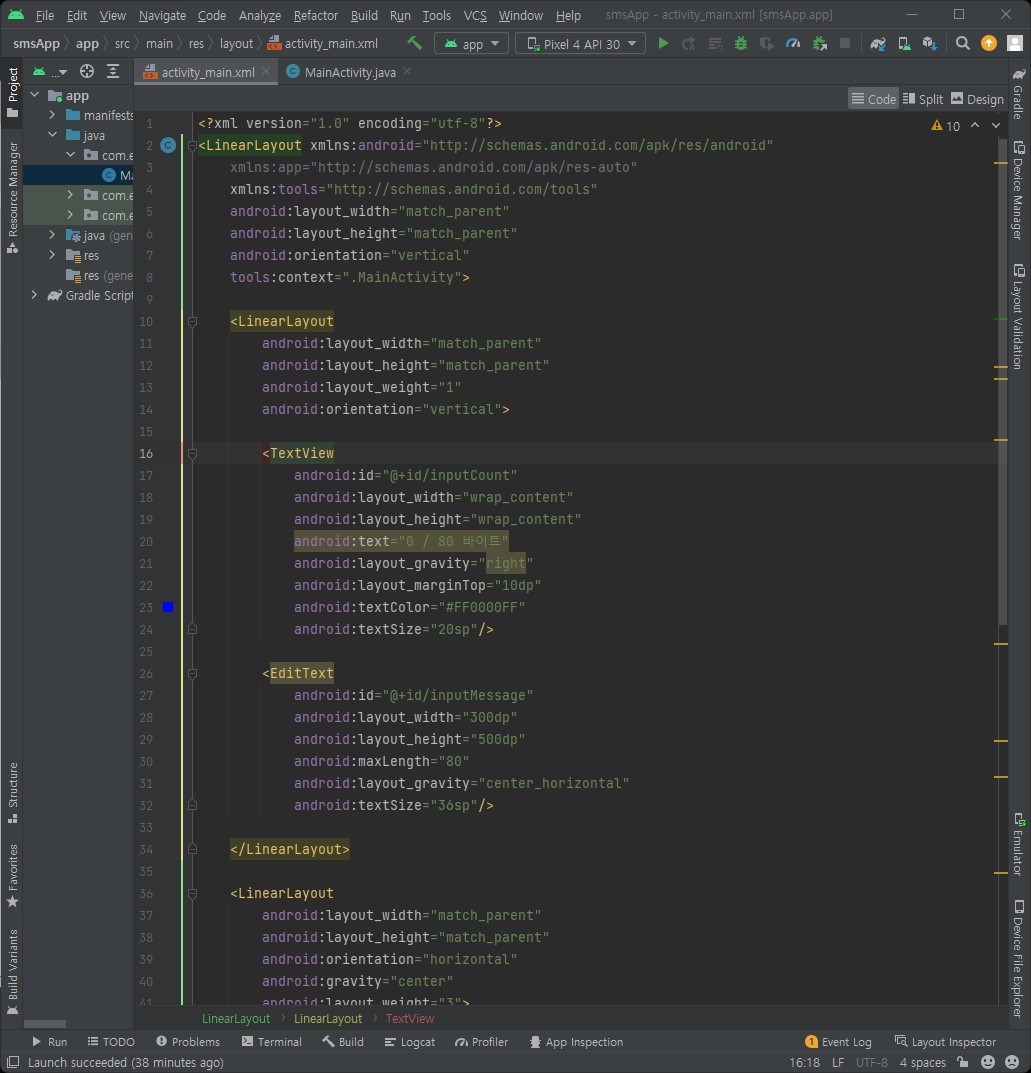 File Edit View Navigate Code Analyze Refactor Build Run Tools VCS Window Help smsApp - activity_main.xml [smsApp.app]
smsApp app src main res layout activity_main.xml app Pixel 4 API 30
Project ... activity_main.xml MainActivity.java
Code Split Design
app
manifests
java
com.e
Ma
com.e
com.e
java (gen
res
res (gene
Gradle Script
Resource Manager
Structure
Favorites
Build Variants
10
1 <?xml version="1.0" encoding="utf-8"?>
2 <LinearLayout xmlns:android="http://schemas.android.com/apk/res/android"
3 xmlns:app="http://schemas.android.com/apk/res-auto"
4 xmlns:tools="http://schemas.android.com/tools"
5 android:layout_width="match_parent"
6 android:layout_height="match_parent"
7 android:orientation="vertical"
8 tools:context=".MainActivity">
9
10 <LinearLayout
11 android:layout_width="match_parent"
12 android:layout_height="match_parent"
13 android:layout_weight="1"
14 android:orientation="vertical">
15
16 <TextView
17 android:id="@+id/inputCount"
18 android:layout_width="wrap_content"
19 android:layout_height="wrap_content"
20 android:text="0 / 80 바이트"
21 android:layout_gravity="right"
22 android:layout_marginTop="10dp"
23 android:textColor="#FF0000FF"
24 android:textSize="20sp"/>
25
26 <EditText
27 android:id="@+id/inputMessage"
28 android:layout_width="300dp"
29 android:layout_height="500dp"
30 android:maxLength="80"
31 android:layout_gravity="center_horizontal"
32 android:textSize="36sp"/>
33
34 </LinearLayout>
35
36 <LinearLayout
37 android:layout_width="match_parent"
38 android:layout_height="match_parent"
39 android:orientation="horizontal"
40 android:gravity="center"
41 android:layout_weight="3">
Gradle
Device Manager
Layout Validation
Emulator
Device File Explorer
LinearLayout LinearLayout TextView
Run TODO Problems Terminal Build Logcat Profiler App Inspection 1 Event Log Layout Inspector
Launch succeeded (38 minutes ago) 16:18 LF UTF-8 4 spaces